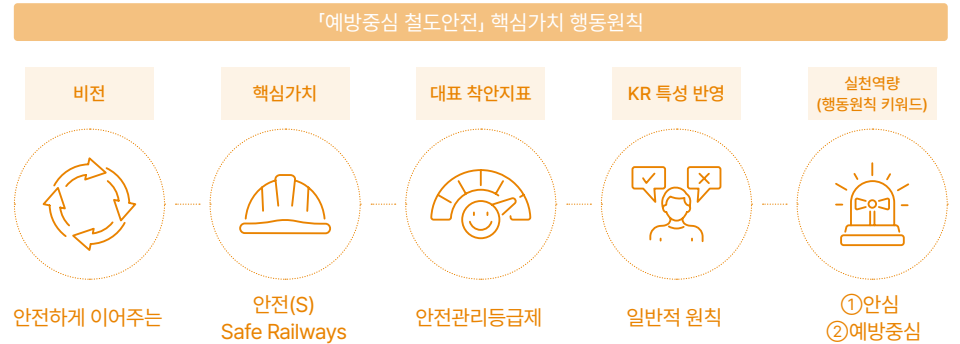 「예방중심 철도안전」 핵심가치 행동원칙
비전
핵심가치
대표 착안지표
KR 특성 반영
실천역량
(행동원칙 키워드)
안전하게 이어주는
안전(S)
Safe Railways
안전관리등급제
일반적 원칙
①안심
②예방중심